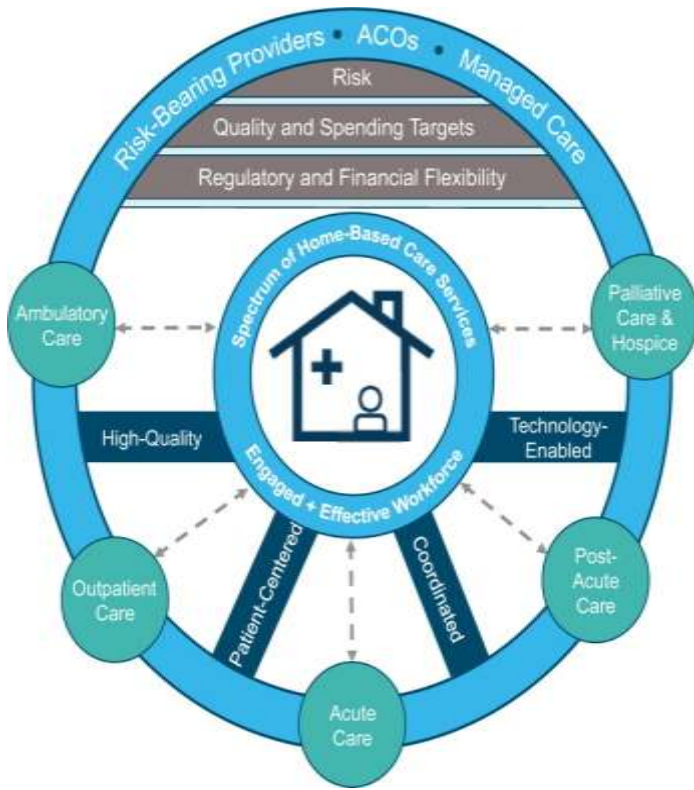 Risk-Bearing Providers • ACOs • Managed Care
Risk
Quality and Spending Targets
Regulatory and Financial Flexibility
Spectrum of Home-Based Care Services
Ambulatory
Care
Palliative
Care &
Hospice
High-Quality
Technology-
Enabled
Engaged + Effective Workforce
Patient-Centered
Coordinated
Outpatient
Care
Post-
Acute
Care
Acute
Care